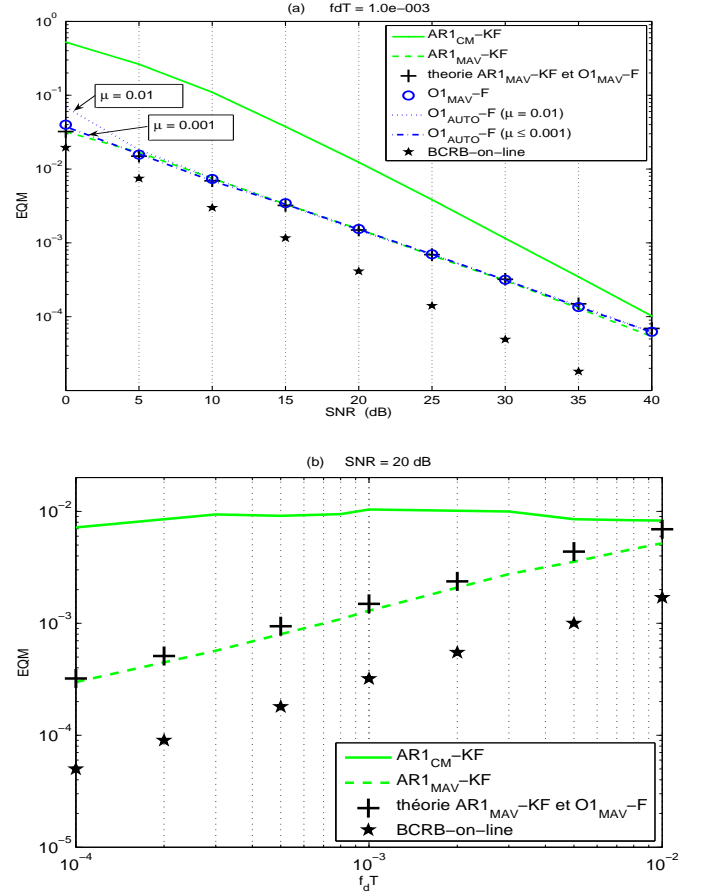 (a) fdT = 1.0e−003
AR1CM−KF
AR1MAV−KF
theorie AR1MAV−KF et O1MAV−F
O1MAV−F
O1AUTO−F (μ = 0.01)
O1AUTO−F (μ ≤ 0.001)
BCRB−on−line
μ = 0.01
μ = 0.001
EQM
10^0
10^−1
10^−2
10^−3
10^−4
0 5 10 15 20 25 30 35 40
SNR (dB)
(b) SNR = 20 dB
EQM
10^−2
10^−3
10^−4
10^−5
AR1CM−KF
AR1MAV−KF
théorie AR1MAV−KF et O1MAV−F
BCRB−on−line
10^−4 10^−3 10^−2
fdT